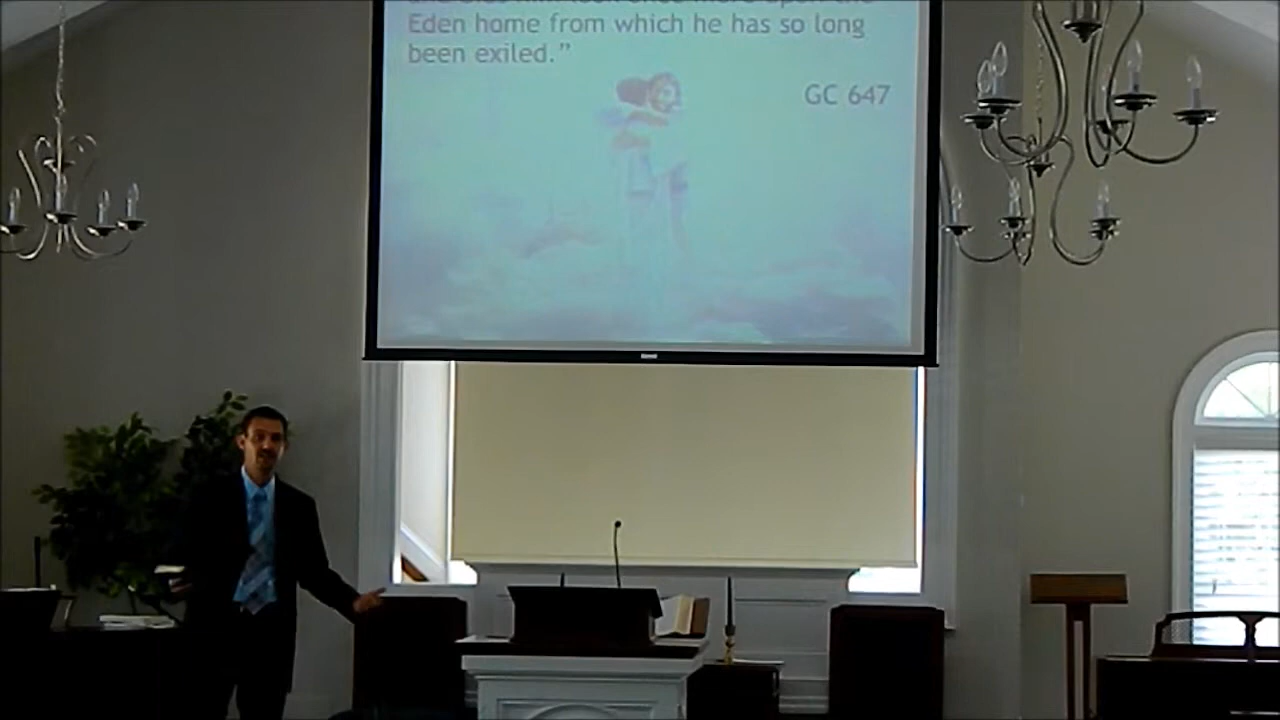 Eden home from which he has so long
been exiled.”
GC 647